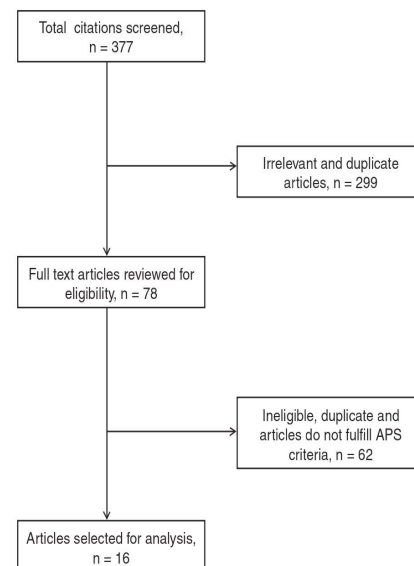 Total citations screened,
n = 377
Irrelevant and duplicate
articles, n = 299
Full text articles reviewed for
eligibility, n = 78
Ineligible, duplicate and
articles do not fulfill APS
criteria, n = 62
Articles selected for analysis,
n = 16